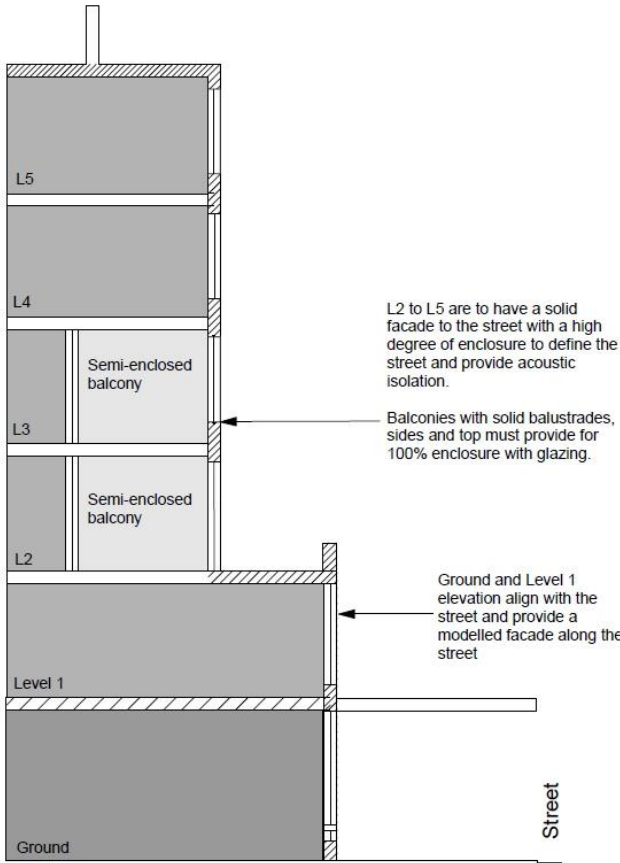 L5
L4
L2 to L5 are to have a solid
facade to the street with a high
degree of enclosure to define the
street and provide acoustic
isolation.
Semi-enclosed
balcony
L3
Balconies with solid balustrades,
sides and top must provide for
100% enclosure with glazing.
Semi-enclosed
balcony
L2
Ground and Level 1
elevation align with the
street and provide a
modelled facade along the
street
Level 1
Street
Ground